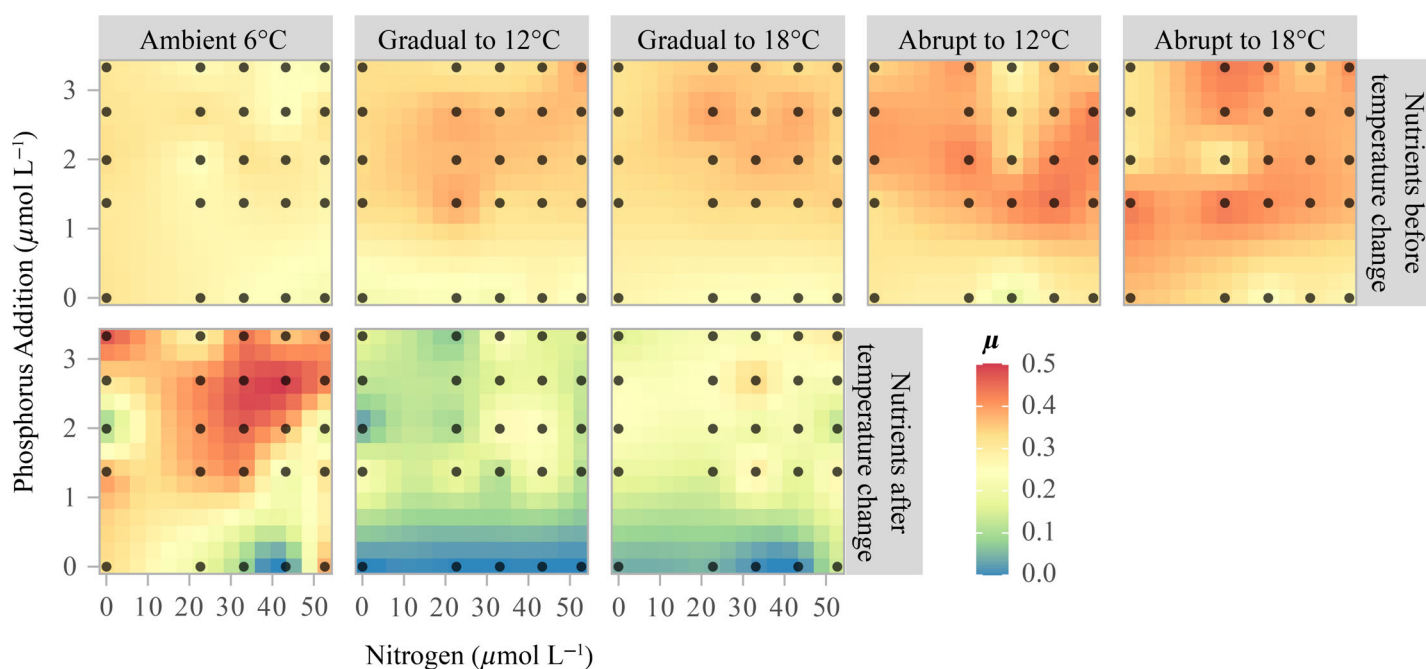 Ambient 6°C
Gradual to 12°C
Gradual to 18°C
Abrupt to 12°C
Abrupt to 18°C
Phosphorus Addition (µmol L⁻¹)
3
2
1
0
Nutrients before
temperature change
3
2
1
0
Nutrients after
temperature change
0 10 20 30 40 50
0 10 20 30 40 50
0 10 20 30 40 50
Nitrogen (µmol L⁻¹)
µ
0.5
0.4
0.3
0.2
0.1
0.0